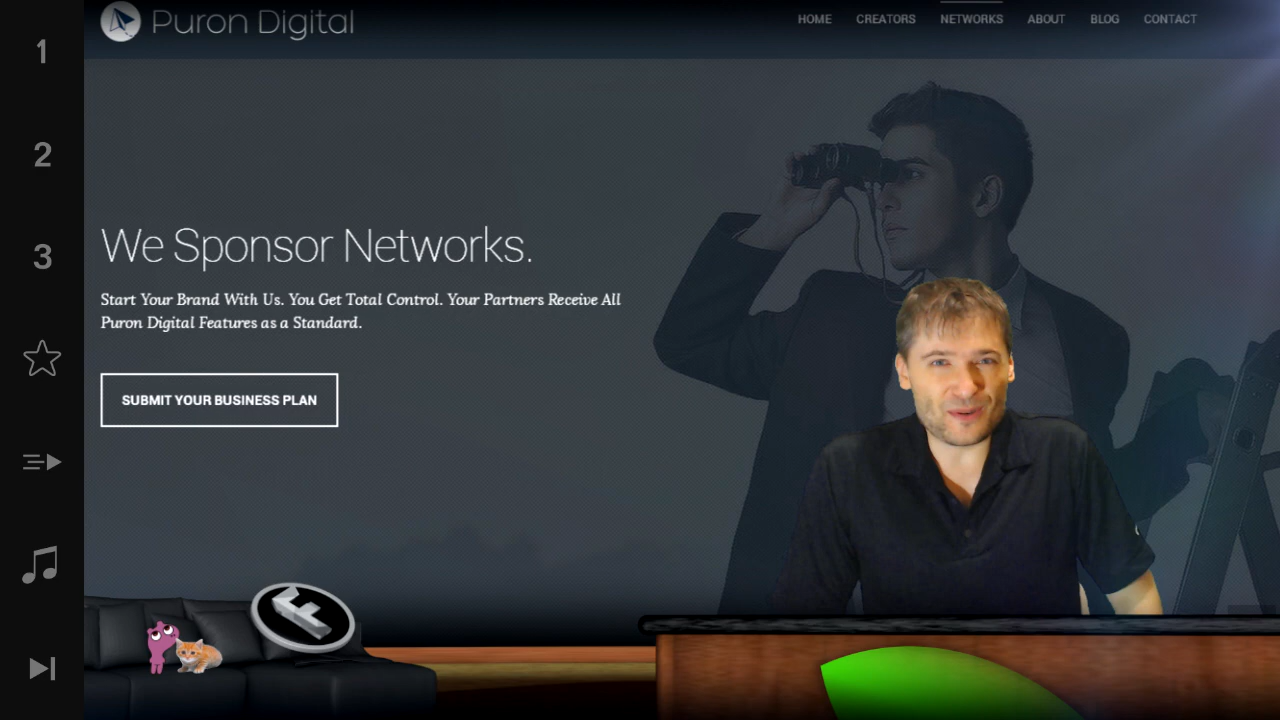 1
2
3
Puron Digital
HOME CREATORS NETWORKS ABOUT BLOG CONTACT
We Sponsor Networks.
Start Your Brand With Us. You Get Total Control. Your Partners Receive All
Puron Digital Features as a Standard.
SUBMIT YOUR BUSINESS PLAN
F